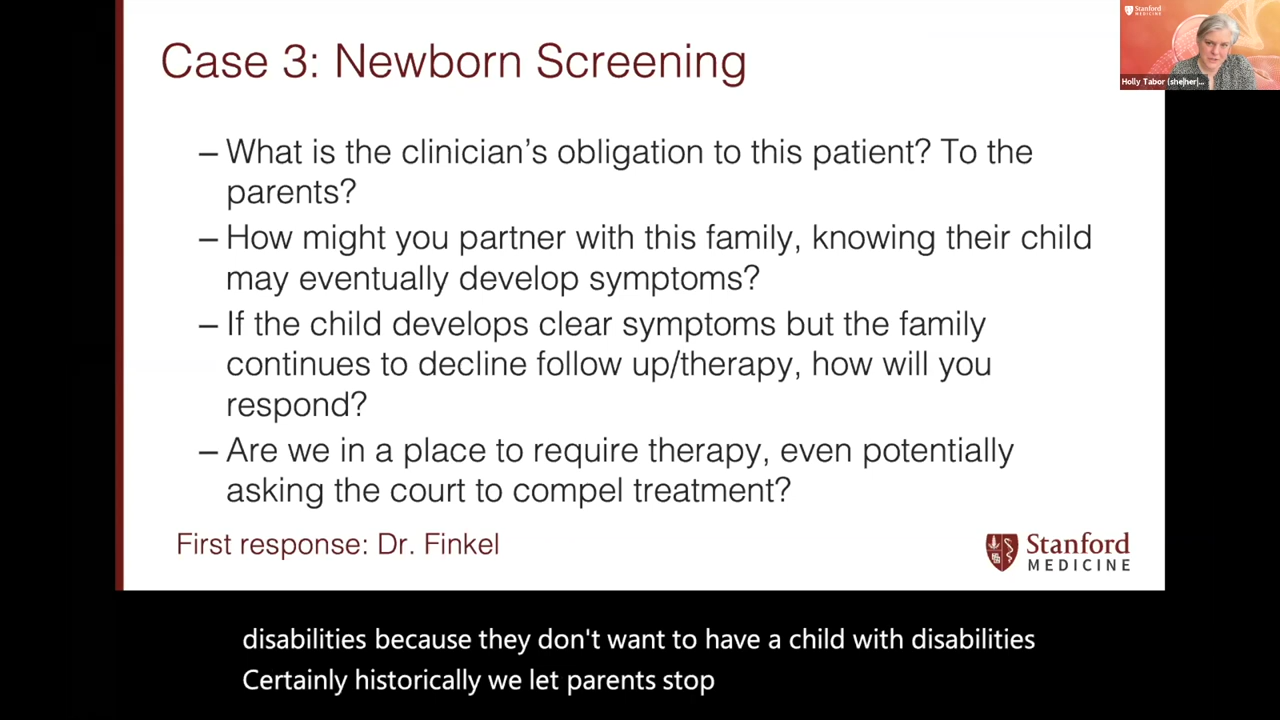 Case 3: Newborn Screening
Stanford
MEDICINE
Holly Tabor (she|her|...
– What is the clinician's obligation to this patient? To the
parents?
– How might you partner with this family, knowing their child
may eventually develop symptoms?
– If the child develops clear symptoms but the family
continues to decline follow up/therapy, how will you
respond?
– Are we in a place to require therapy, even potentially
asking the court to compel treatment?
First response: Dr. Finkel
Stanford
MEDICINE
disabilities because they don't want to have a child with disabilities
Certainly historically we let parents stop